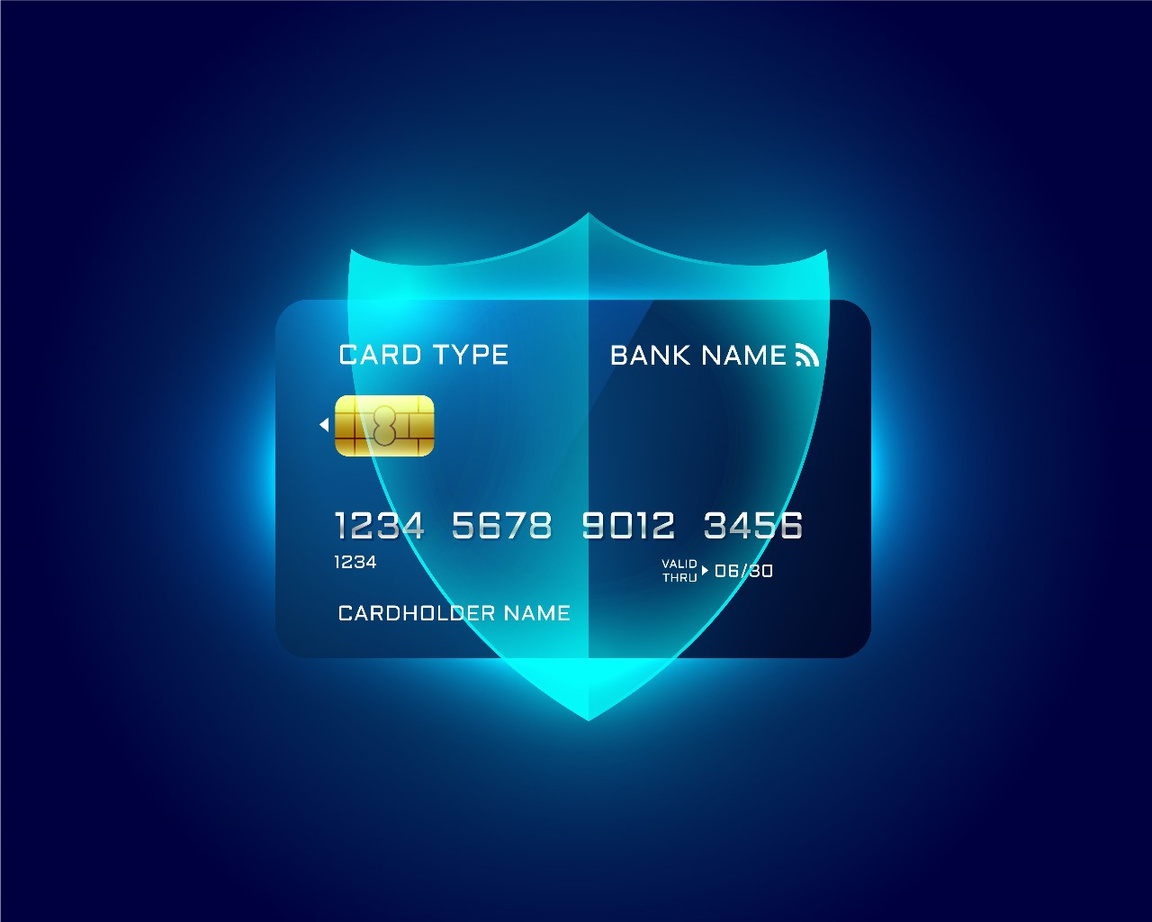 CARD TYPE
BANK NAME
1234 5678 9012 3456
1234
VALID
THRU
06/30
CARDHOLDER NAME